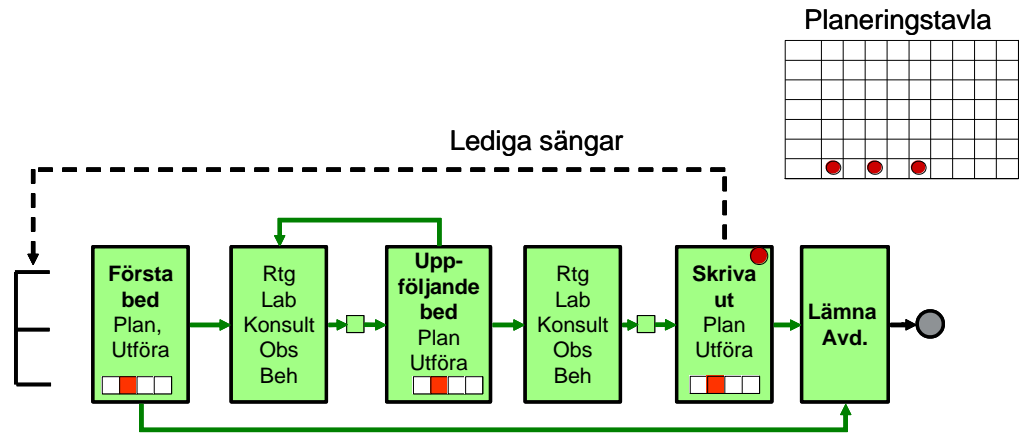 Planeringstavla
Lediga sängar
Första
bed
Plan,
Utföra
Rtg
Lab
Konsult
Obs
Beh
Upp-
följande
bed
Plan
Utföra
Rtg
Lab
Konsult
Obs
Beh
Skriva
ut
Plan
Utföra
Lämna
Avd.